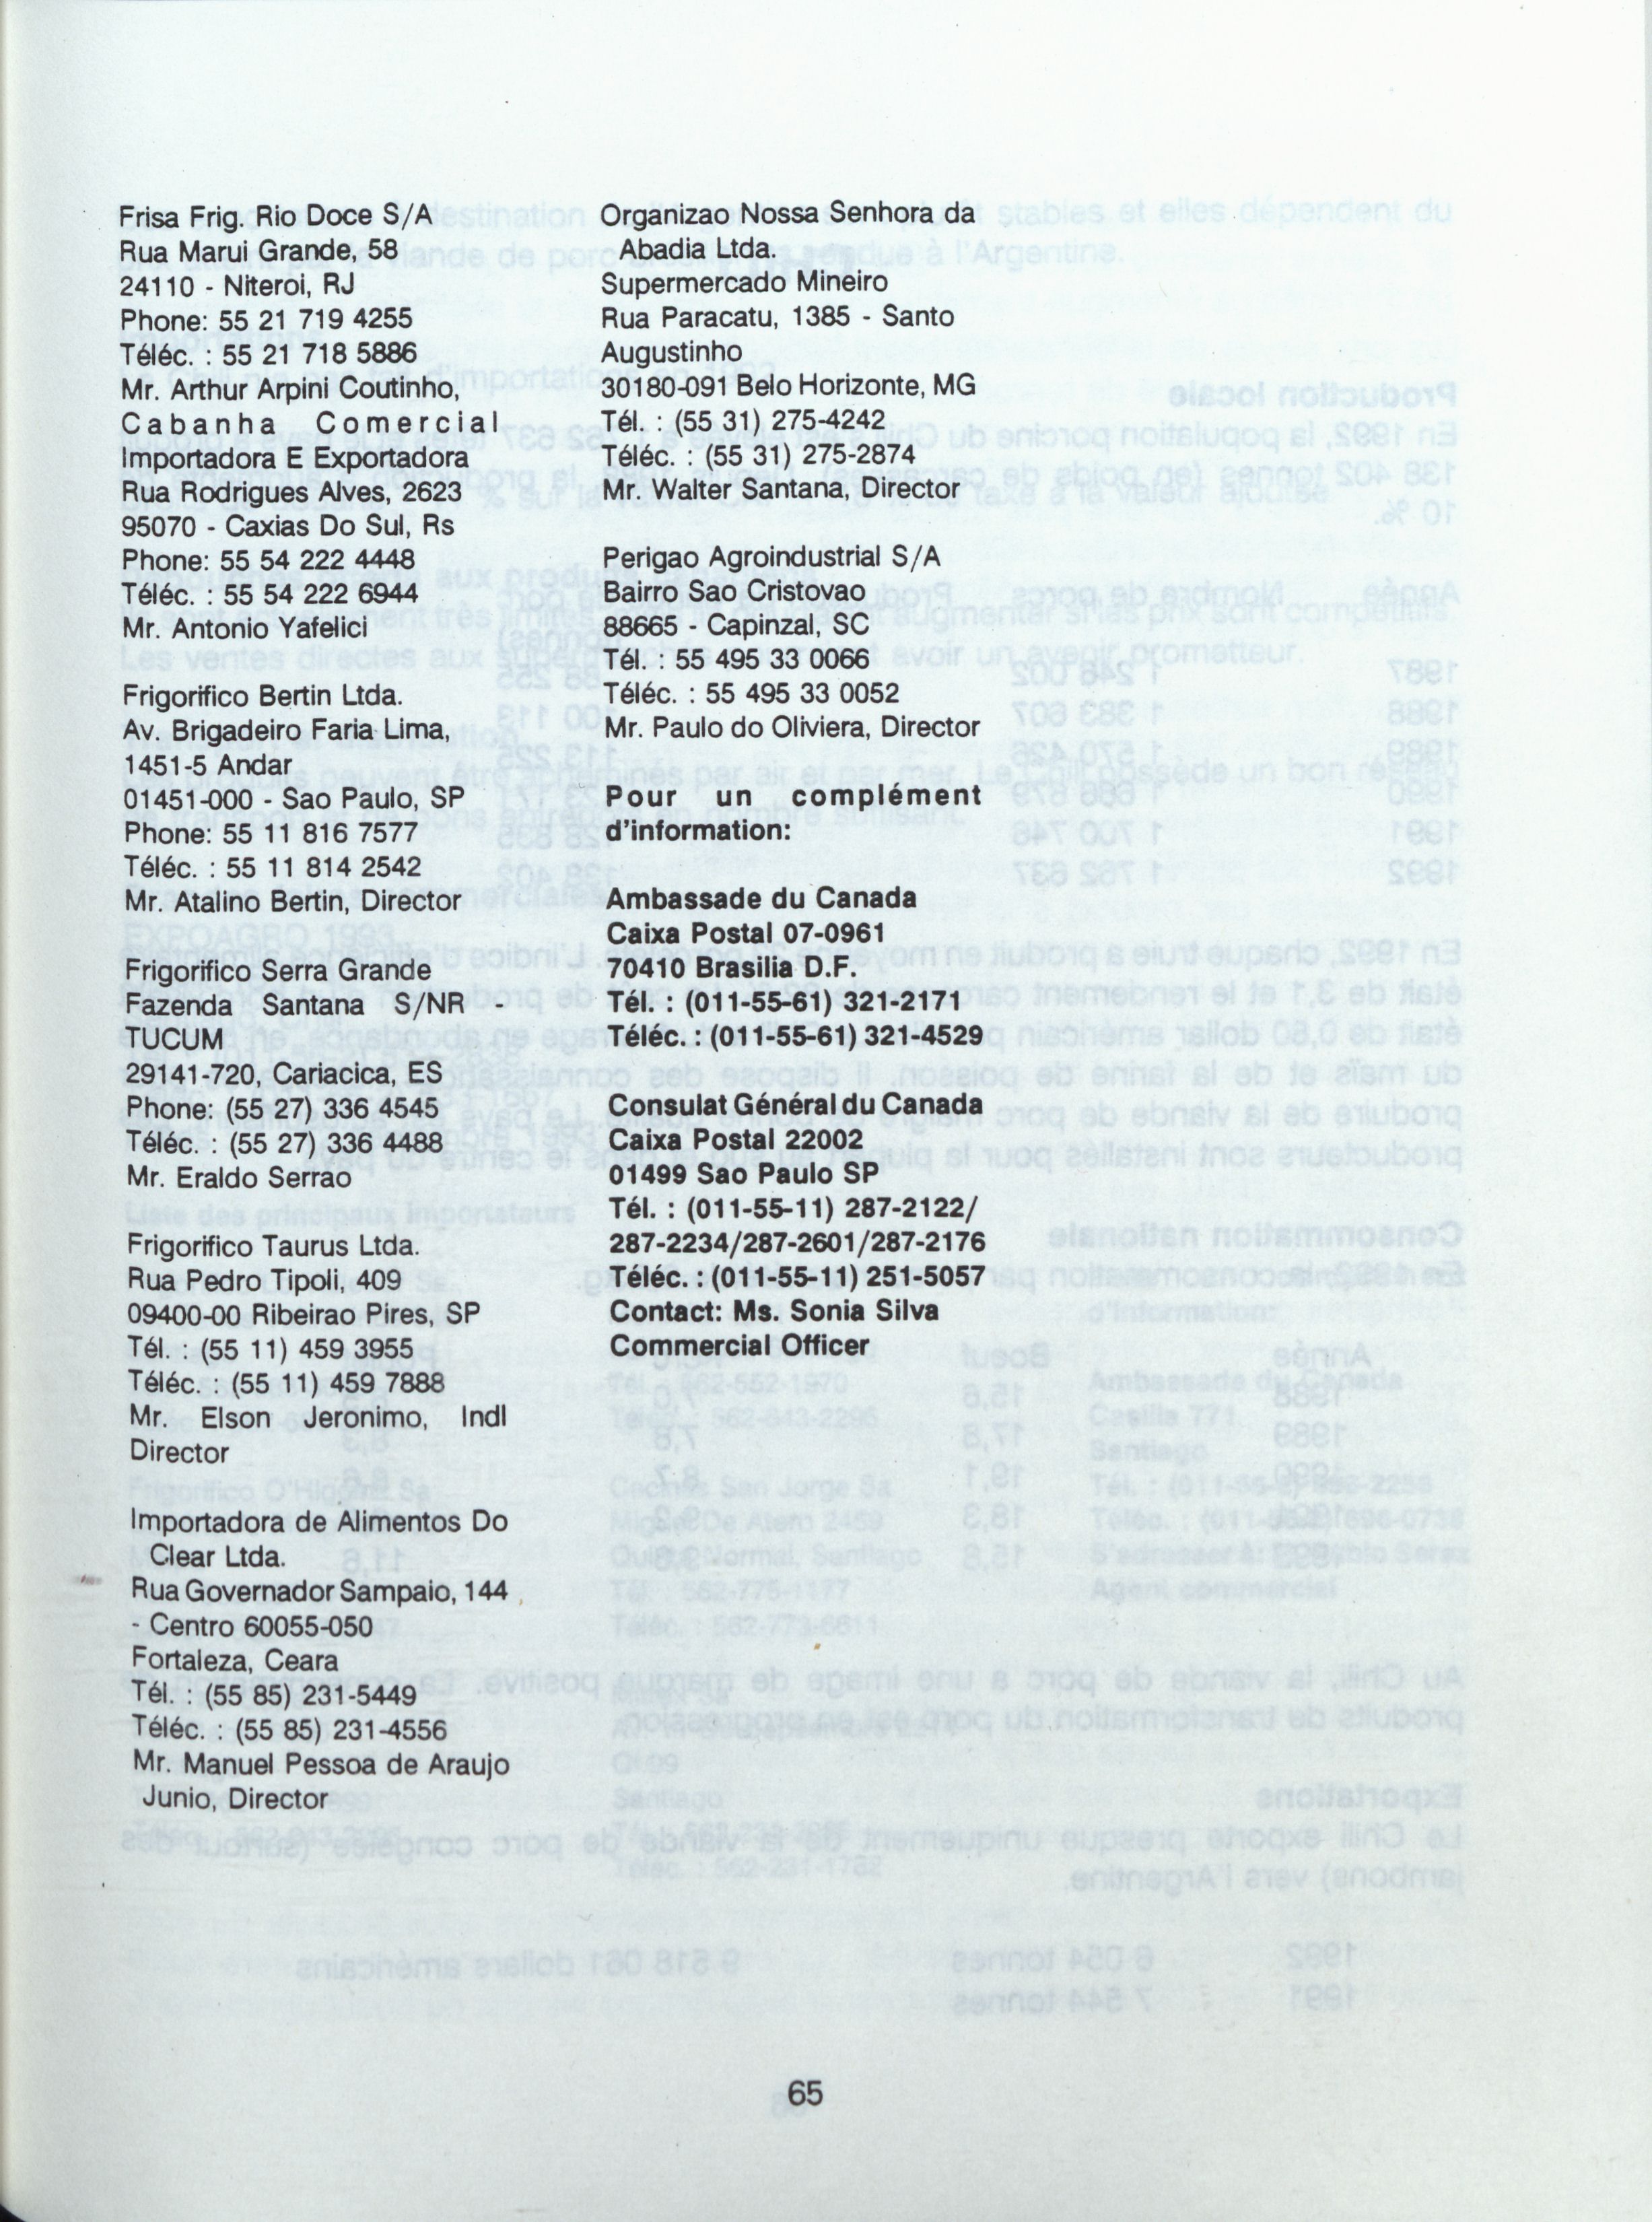 Frisa Frig. Rio Doce S/A
Rua Marui Grande, 58
24110 - Niteroi, RJ
Phone: 55 21 719 4255
Téléc. : 55 21 718 5886
Mr. Arthur Arpini Coutinho,
Cabanha Comercial
Importadora E Exportadora
Rua Rodrigues Alves, 2623
95070 - Caxias Do Sul, Rs
Phone: 55 54 222 4448
Téléc. : 55 54 222 6944
Mr. Antonio Yafelici
Frigorifico Bertin Ltda.
Av. Brigadeiro Faria Lima,
1451-5 Andar
01451-000 - Sao Paulo, SP
Phone: 55 11 816 7577
Téléc. : 55 11 814 2542
Mr. Atalino Bertin, Director
Frigorifico Serra Grande
Fazenda Santana S/NR -
TUCUM
29141-720, Cariacica, ES
Phone: (55 27) 336 4545
Téléc. : (55 27) 336 4488
Mr. Eraldo Serrao
Frigorifico Taurus Ltda.
Rua Pedro Tipoli, 409
09400-00 Ribeirao Pires, SP
Tél. : (55 11) 459 3955
Téléc. : (55 11) 459 7888
Mr. Elson Jeronimo, Indl
Director
Importadora de Alimentos Do
Clear Ltda.
Rua Governador Sampaio, 144
- Centro 60055-050
Fortaleza, Ceara
Tél. : (55 85) 231-5449
Téléc. : (55 85) 231-4556
Mr. Manuel Pessoa de Araujo
Junio, Director
Organizao Nossa Senhora da
Abadia Ltda.
Supermercado Mineiro
Rua Paracatu, 1385 - Santo
Augustinho
30180-091 Belo Horizonte, MG
Tél. : (55 31) 275-4242
Téléc. : (55 31) 275-2874
Mr. Walter Santana, Director
Perigao Agroindustrial S/A
Bairro Sao Cristovao
88665 - Capinzal, SC
Tél. : 55 495 33 0066
Téléc. : 55 495 33 0052
Mr. Paulo do Oliviera, Director
Pour un complément
d'information:
Ambassade du Canada
Caixa Postal 07-0961
70410 Brasilia D.F.
Tél. : (011-55-61) 321-2171
Téléc. : (011-55-61) 321-4529
Consulat Général du Canada
Caixa Postal 22002
01499 Sao Paulo SP
Tél. : (011-55-11) 287-2122/
287-2234/287-2601/287-2176
Téléc. : (011-55-11) 251-5057
Contact: Ms. Sonia Silva
Commercial Officer
65